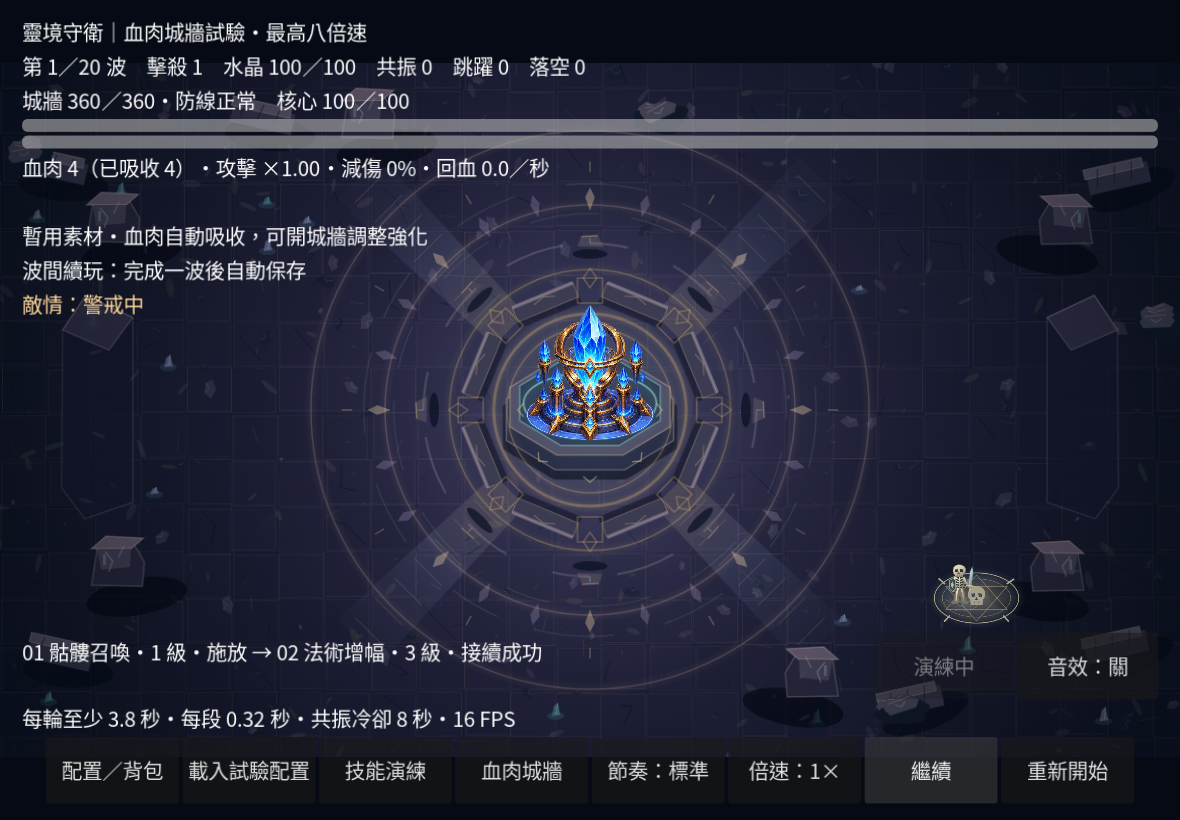 靈境守衛｜血肉城牆試驗・最高八倍速
第 1／20 波　擊殺 1　水晶 100／100　共振 0　跳躍 0　落空 0
城牆 360／360・防線正常　核心 100／100
血肉 4（已吸收 4）・攻擊 ×1.00・減傷 0%・回血 0.0／秒
暫用素材・血肉自動吸收，可開城牆調整強化
波間續玩：完成一波後自動保存
敵情：警戒中
01 骷髏召喚・1 級・施放 → 02 法術增幅・3 級・接續成功
演練中
音效：關
每輪至少 3.8 秒・每段 0.32 秒・共振冷卻 8 秒・16 FPS
配置／背包
載入試驗配置
技能演練
血肉城牆
節奏：標準
倍速：1×
繼續
重新開始